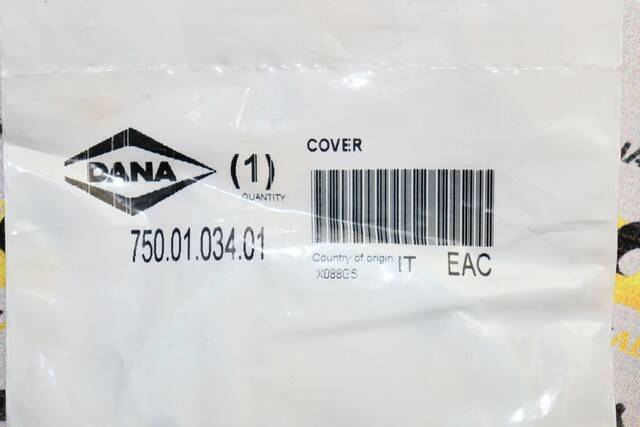 DANA
(1)
QUANTITY
750.01.034.01
COVER
Country of origin IT EAC
X088GS